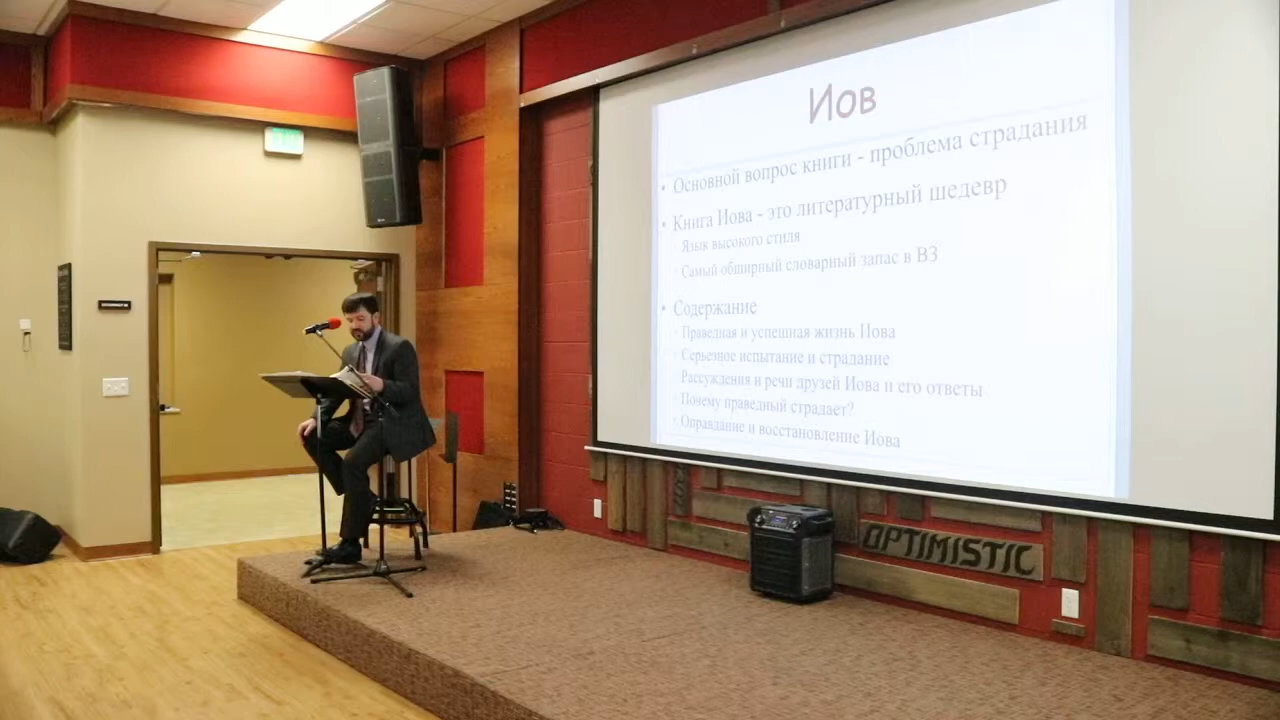 Иов
• Основной вопрос книги - проблема страдания
• Книга Иова - это литературный шедевр
Язык высокого стиля
Самый обширный словарный запас в ВЗ
• Содержание
Праведная и успешная жизнь Иова
Серьезное испытание и страдание
Рассуждения и речи друзей Иова и его ответы
Почему праведный страдает?
Оправдание и восстановление Иова
OPTIMISTIC